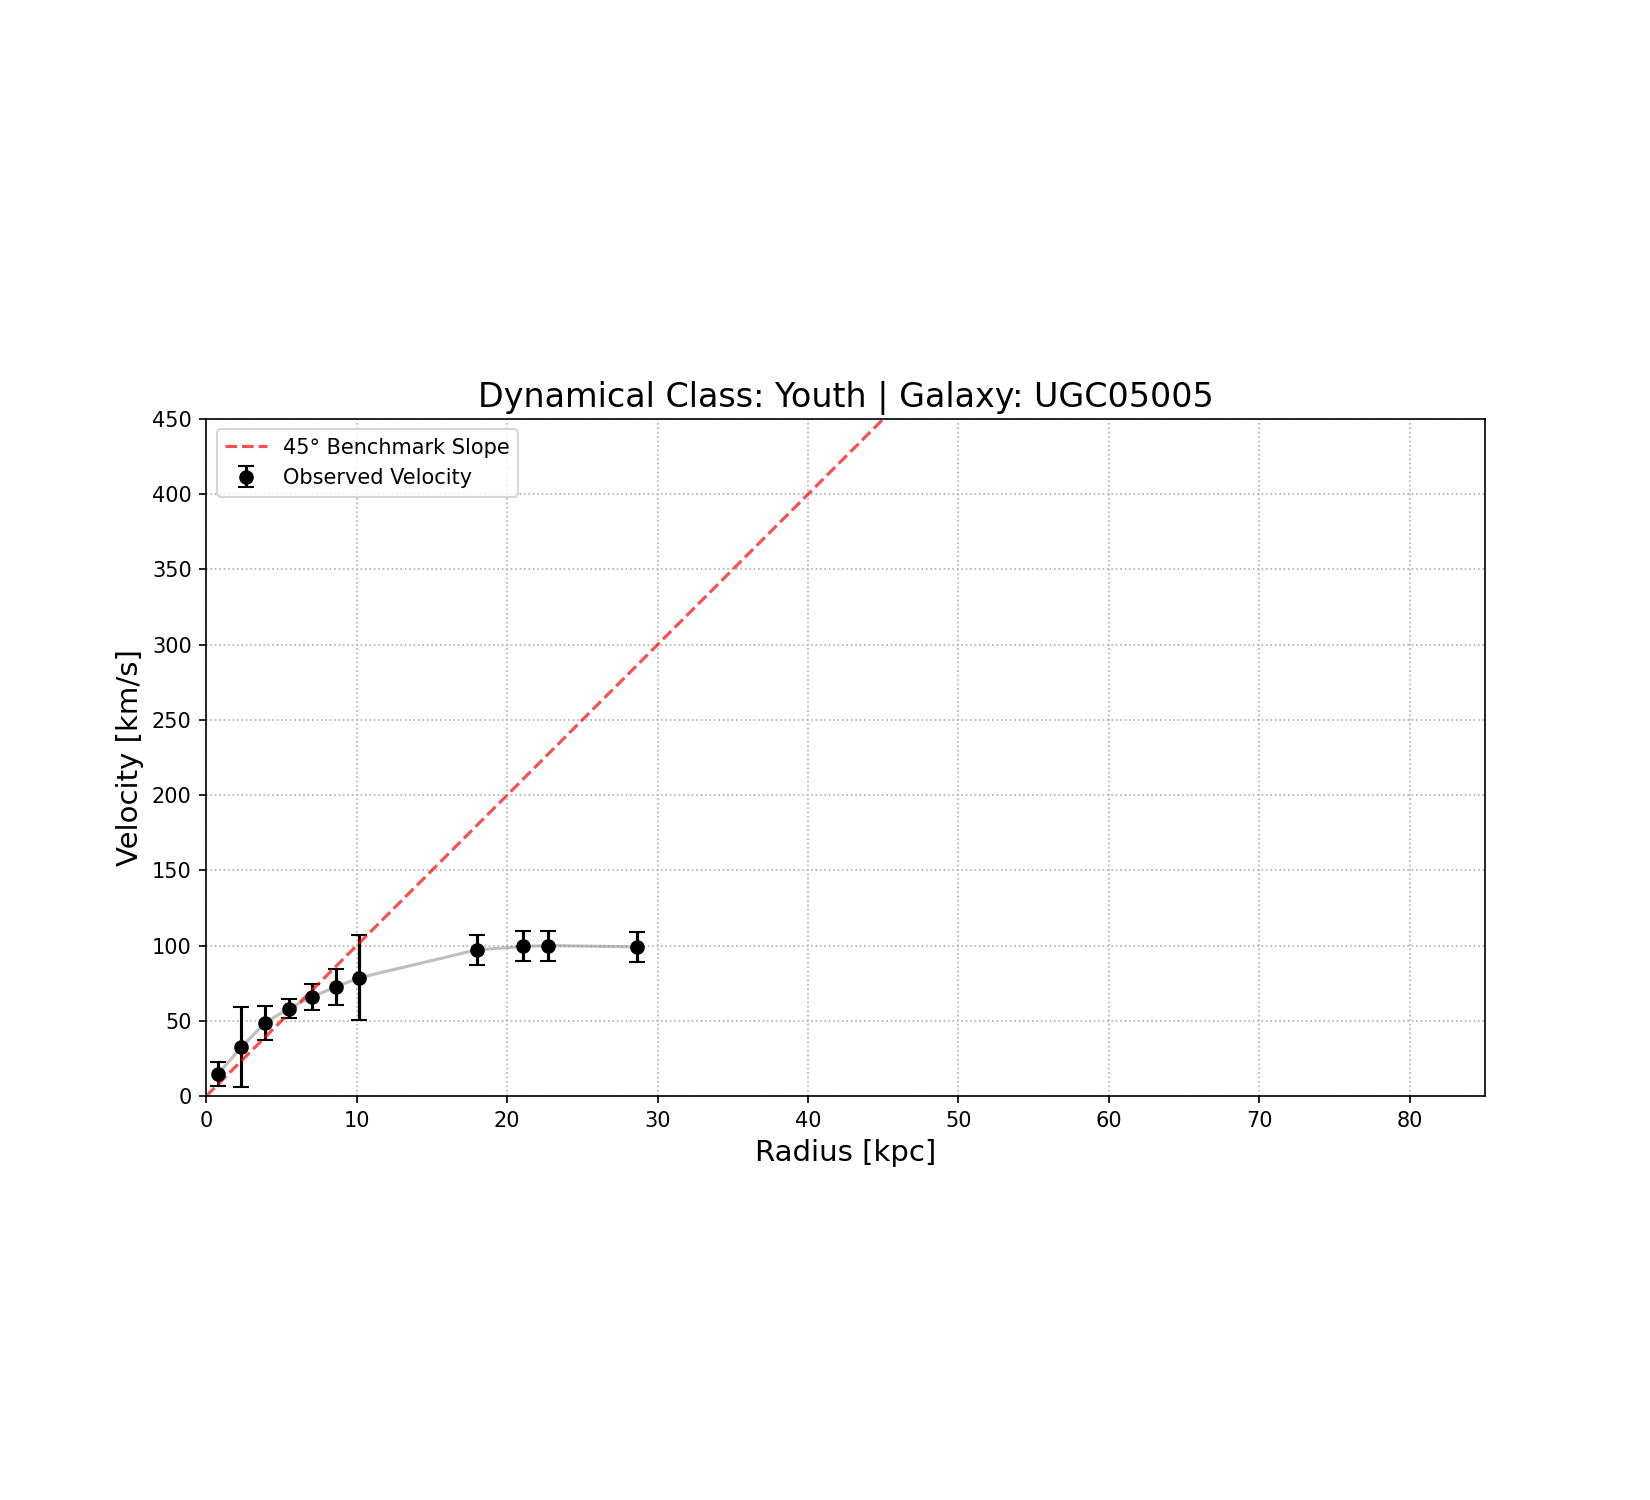 Dynamical Class: Youth | Galaxy: UGC05005
45° Benchmark Slope
Observed Velocity
450
400
350
300
250
200
150
100
50
0
Velocity [km/s]
0 10 20 30 40 50 60 70 80
Radius [kpc]